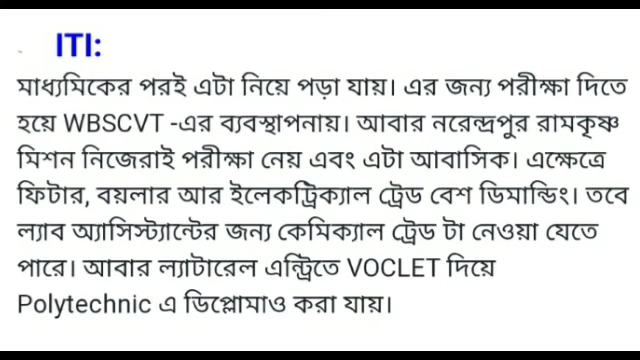 ITI:
মাধ্যমিকের পরই এটা নিয়ে পড়া যায়। এর জন্য পরীক্ষা দিতে
হয়ে WBSCVT -এর ব্যবস্থাপনায়। আবার নরেন্দ্রপুর রামকৃষ্ণ
মিশন নিজেরাই পরীক্ষা নেয় এবং এটা আবাসিক। এক্ষেত্রে
ফিটার, বয়লার আর ইলেকট্রিক্যাল ট্রেড বেশ ডিমান্ডিং। তবে
ল্যাব অ্যাসিস্ট্যান্টের জন্য কেমিক্যাল ট্রেড টা নেওয়া যেতে
পারে। আবার ল্যাটারেল এন্ট্রিতে VOCLET দিয়ে
Polytechnic এ ডিপ্লোমাও করা যায়।